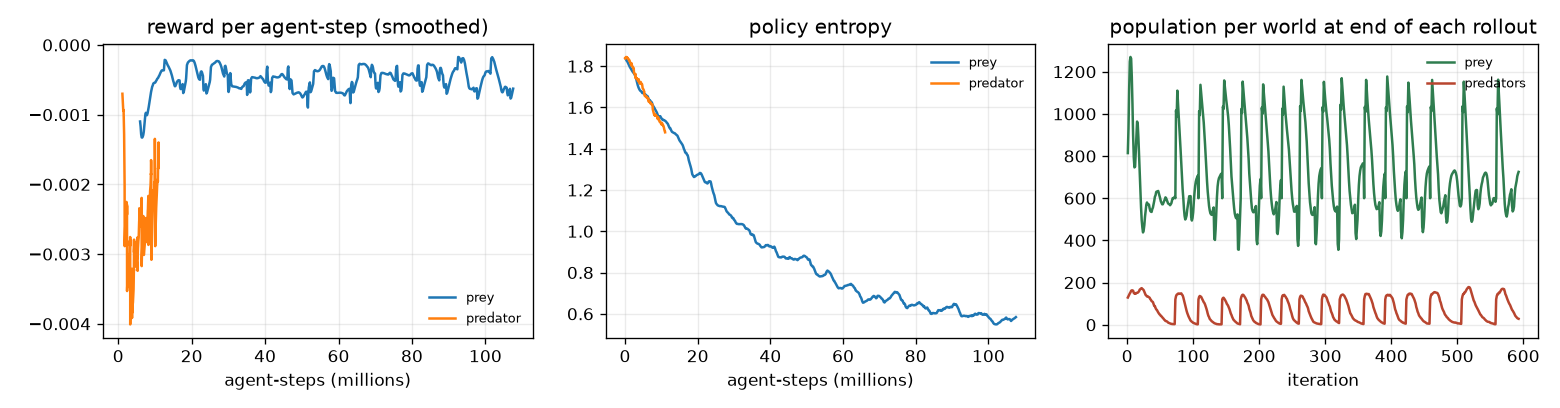 reward per agent-step (smoothed)
0.000
−0.001
−0.002
−0.003
−0.004
0 20 40 60 80 100
agent-steps (millions)
prey
predator
policy entropy
1.8
1.6
1.4
1.2
1.0
0.8
0.6
0 20 40 60 80 100
agent-steps (millions)
prey
predator
population per world at end of each rollout
1200
1000
800
600
400
200
0
0 100 200 300 400 500 600
iteration
prey
predators